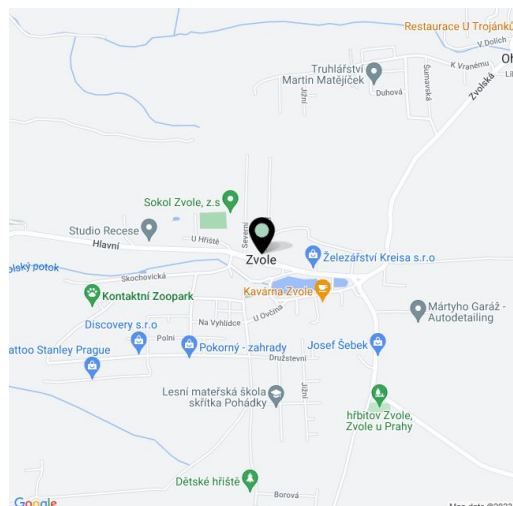 Restaurace U Trojánků
V Dolích
Truhlářství
Martin Matějíček
K Vranému
Duhová
Šumavská
Zvolská
Jižní
Sokol Zvole, z.s
Studio Recese
Severní
U Hřiště
Hlavní
Zvole
Železářství Kreisa s.r.o
olský potok
Skochovická
Kontaktní Zoopark
Kavárna Zvole
U Ovčína
Mártyho Garáž -
Autodetailing
Discovery s.r.o
Na Vyhlídce
Polní
Pokorný - zahrady
Josef Šebek
attoo Stanley Prague
Družstevní
Lesní mateřská škola
skřítka Pohádky
Jižní
hřbitov Zvole,
Zvole u Prahy
Dětské hřiště
Borová
Google